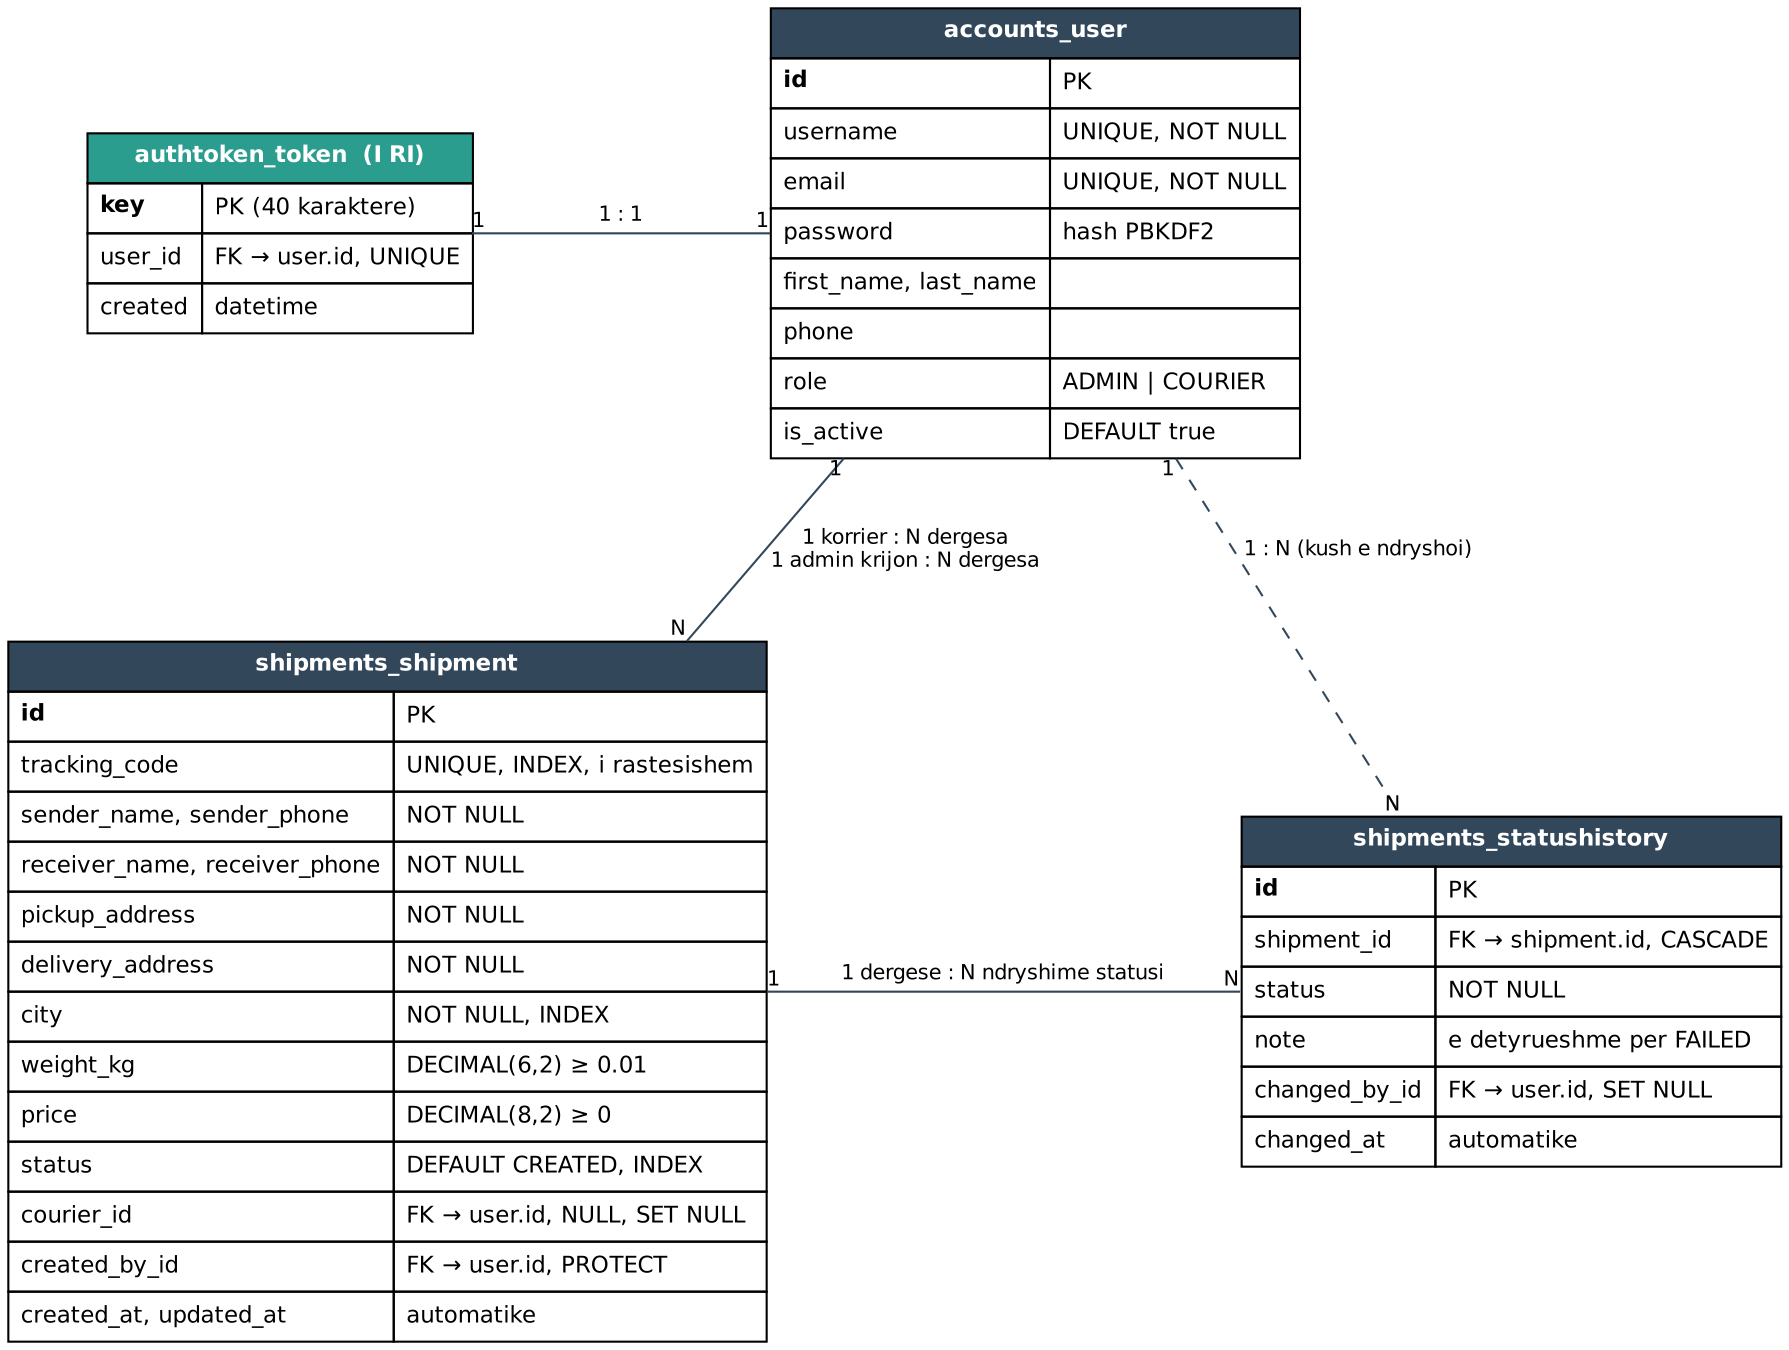 accounts_user
id PK
username UNIQUE, NOT NULL
email UNIQUE, NOT NULL
password hash PBKDF2
first_name, last_name
phone
role ADMIN | COURIER
is_active DEFAULT true
authtoken_token (I RI)
key PK (40 karaktere)
user_id FK → user.id, UNIQUE
created datetime
1 1 : 1 1
1
1 korrier : N dergesa
1 admin krijon : N dergesa
N
1
1 : N (kush e ndryshoi)
N
shipments_shipment
id PK
tracking_code UNIQUE, INDEX, i rastesishem
sender_name, sender_phone NOT NULL
receiver_name, receiver_phone NOT NULL
pickup_address NOT NULL
delivery_address NOT NULL
city NOT NULL, INDEX
weight_kg DECIMAL(6,2) ≥ 0.01
price DECIMAL(8,2) ≥ 0
status DEFAULT CREATED, INDEX
courier_id FK → user.id, NULL, SET NULL
created_by_id FK → user.id, PROTECT
created_at, updated_at automatike
1 1 dergese : N ndryshime statusi N
shipments_statushistory
id PK
shipment_id FK → shipment.id, CASCADE
status NOT NULL
note e detyrueshme per FAILED
changed_by_id FK → user.id, SET NULL
changed_at automatike